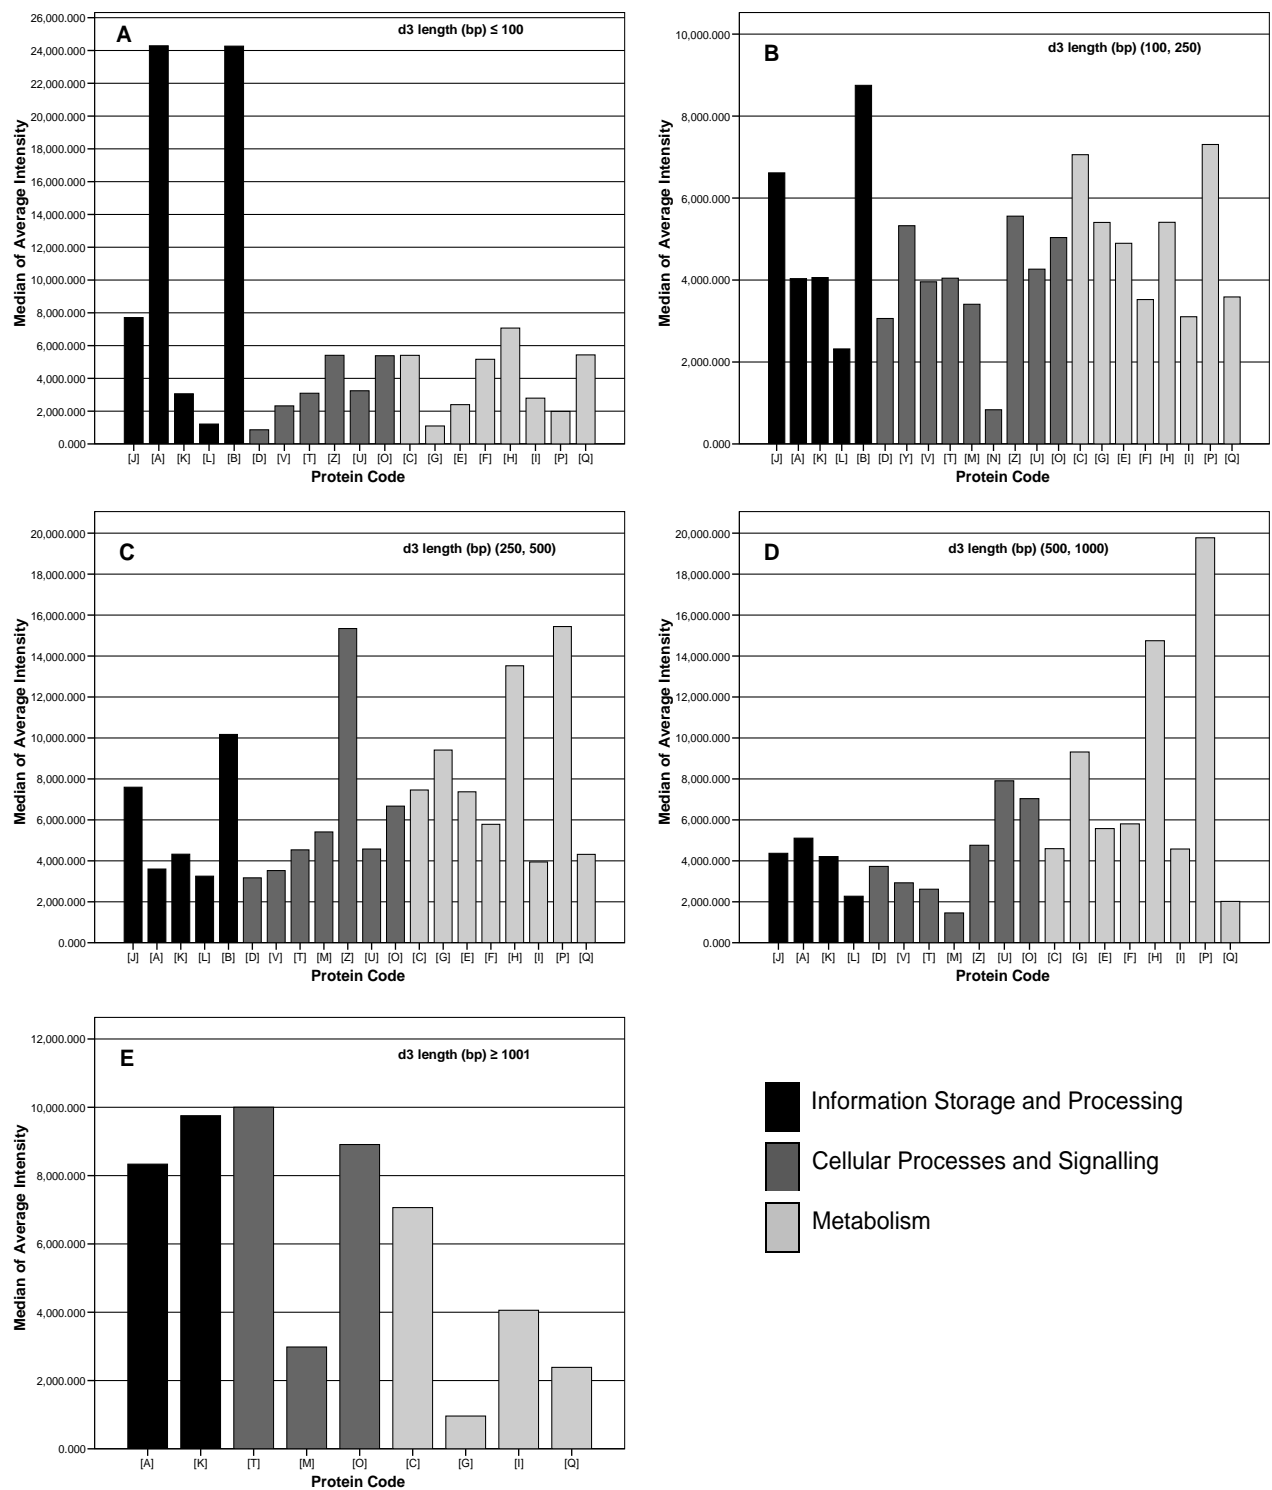 A
d3 length (bp) ≤ 100
Median of Average Intensity
26,000.000
24,000.000
22,000.000
20,000.000
18,000.000
16,000.000
14,000.000
12,000.000
10,000.000
8,000.000
6,000.000
4,000.000
2,000.000
0.000
[J] [A] [K] [L] [B] [D] [V] [T] [Z] [U] [O] [C] [G] [E] [F] [H] [I] [P] [Q]
Protein Code
B
d3 length (bp) (100, 250)
Median of Average Intensity
10,000.000
8,000.000
6,000.000
4,000.000
2,000.000
0.000
[J] [A] [K] [L] [B] [D] [Y] [V] [T] [M] [N] [Z] [U] [O] [C] [G] [E] [F] [H] [I] [P] [Q]
Protein Code
C
d3 length (bp) (250, 500)
Median of Average Intensity
20,000.000
18,000.000
16,000.000
14,000.000
12,000.000
10,000.000
8,000.000
6,000.000
4,000.000
2,000.000
0.000
[J] [A] [K] [L] [B] [D] [V] [T] [M] [Z] [U] [O] [C] [G] [E] [F] [H] [I] [P] [Q]
Protein Code
D
d3 length (bp) (500, 1000)
Median of Average Intensity
20,000.000
18,000.000
16,000.000
14,000.000
12,000.000
10,000.000
8,000.000
6,000.000
4,000.000
2,000.000
0.000
[J] [A] [K] [L] [D] [V] [T] [M] [Z] [U] [O] [C] [G] [E] [F] [H] [I] [P] [Q]
Protein Code
E
d3 length (bp) ≥ 1001
Median of Average Intensity
12,000.000
10,000.000
8,000.000
6,000.000
4,000.000
2,000.000
0.000
[A] [K] [T] [M] [O] [C] [G] [I] [Q]
Protein Code
Information Storage and Processing
Cellular Processes and Signalling
Metabolism